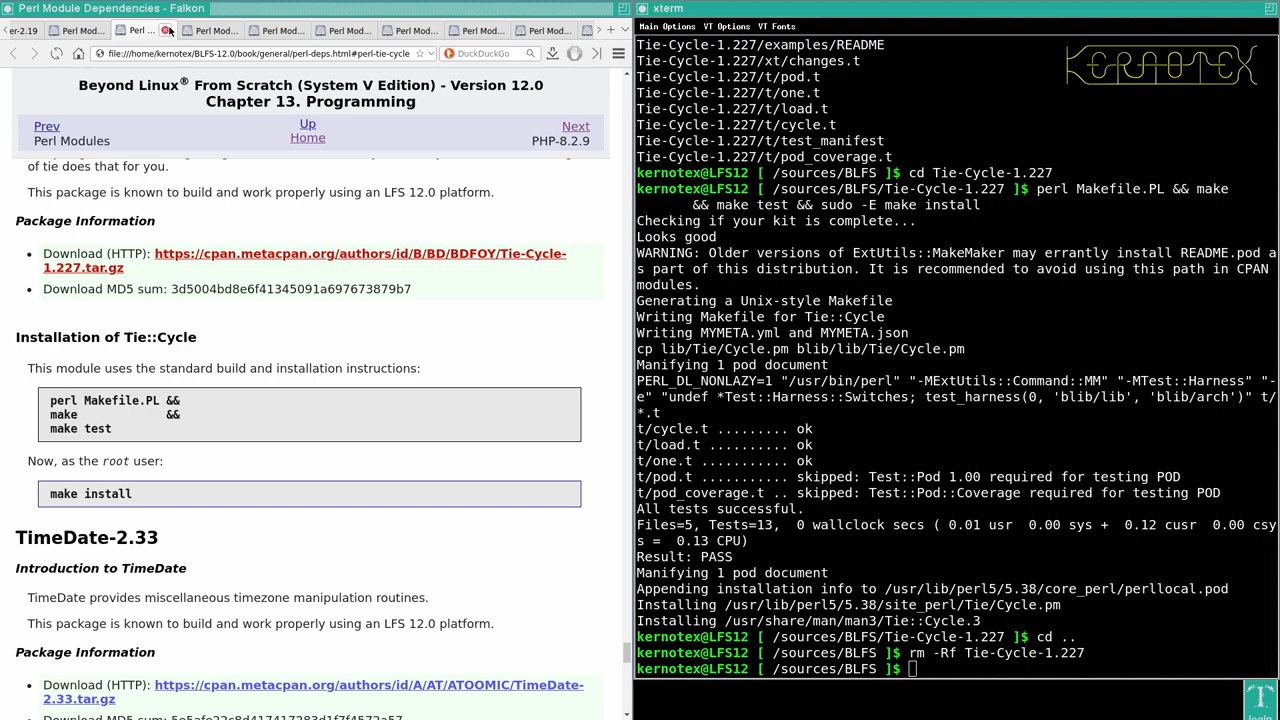 Perl Module Dependencies - Falkon
er-2.19
Perl Mod...
Perl ...
Perl Mod...
Perl Mod...
Perl Mod...
Perl Mod...
Perl Mod...
Perl Mod...
file:///home/kernotex/BLFS-12.0/book/general/perl-deps.html#perl-tie-cycle
DuckDuckGo
Beyond Linux® From Scratch (System V Edition) - Version 12.0
Chapter 13. Programming
Prev
Up
Next
Perl Modules
Home
PHP-8.2.9
of tie does that for you.
This package is known to build and work properly using an LFS 12.0 platform.
Package Information
• Download (HTTP): https://cpan.metacpan.org/authors/id/B/BD/BDFOY/Tie-Cycle-
1.227.tar.gz
• Download MD5 sum: 3d5004bd8e6f41345091a697673879b7
Installation of Tie::Cycle
This module uses the standard build and installation instructions:
perl Makefile.PL &&
make &&
make test
Now, as the root user:
make install
TimeDate-2.33
Introduction to TimeDate
TimeDate provides miscellaneous timezone manipulation routines.
This package is known to build and work properly using an LFS 12.0 platform.
Package Information
• Download (HTTP): https://cpan.metacpan.org/authors/id/A/AT/ATOOMIC/TimeDate-
2.33.tar.gz
xterm
Main Options VT Options VT Fonts
KERNOTEX
Tie-Cycle-1.227/examples/README
Tie-Cycle-1.227/xt/changes.t
Tie-Cycle-1.227/t/pod.t
Tie-Cycle-1.227/t/one.t
Tie-Cycle-1.227/t/load.t
Tie-Cycle-1.227/t/cycle.t
Tie-Cycle-1.227/t/test_manifest
Tie-Cycle-1.227/t/pod_coverage.t
kernotex@LFS12 [ /sources/BLFS ]$ cd Tie-Cycle-1.227
kernotex@LFS12 [ /sources/BLFS/Tie-Cycle-1.227 ]$ perl Makefile.PL && make
&& make test && sudo -E make install
Checking if your kit is complete...
Looks good
WARNING: Older versions of ExtUtils::MakeMaker may errantly install README.pod a
s part of this distribution. It is recommended to avoid using this path in CPAN
modules.
Generating a Unix-style Makefile
Writing Makefile for Tie::Cycle
Writing MYMETA.yml and MYMETA.json
cp lib/Tie/Cycle.pm blib/lib/Tie/Cycle.pm
Manifying 1 pod document
PERL_DL_NONLAZY=1 "/usr/bin/perl" "-MExtUtils::Command::MM" "-MTest::Harness" "-
e" "undef *Test::Harness::Switches; test_harness(0, 'blib/lib', 'blib/arch')" t/
*.t
t/cycle.t ......... ok
t/load.t .......... ok
t/one.t ........... ok
t/pod.t ........... skipped: Test::Pod 1.00 required for testing POD
t/pod_coverage.t .. skipped: Test::Pod::Coverage required for testing POD
All tests successful.
Files=5, Tests=13,  0 wallclock secs ( 0.01 usr  0.00 sys +  0.12 cusr  0.00 csy
s =  0.13 CPU)
Result: PASS
Manifying 1 pod document
Appending installation info to /usr/lib/perl5/5.38/core_perl/perllocal.pod
Installing /usr/lib/perl5/5.38/site_perl/Tie/Cycle.pm
Installing /usr/share/man/man3/Tie::Cycle.3
kernotex@LFS12 [ /sources/BLFS/Tie-Cycle-1.227 ]$ cd ..
kernotex@LFS12 [ /sources/BLFS ]$ rm -Rf Tie-Cycle-1.227
kernotex@LFS12 [ /sources/BLFS ]$
login